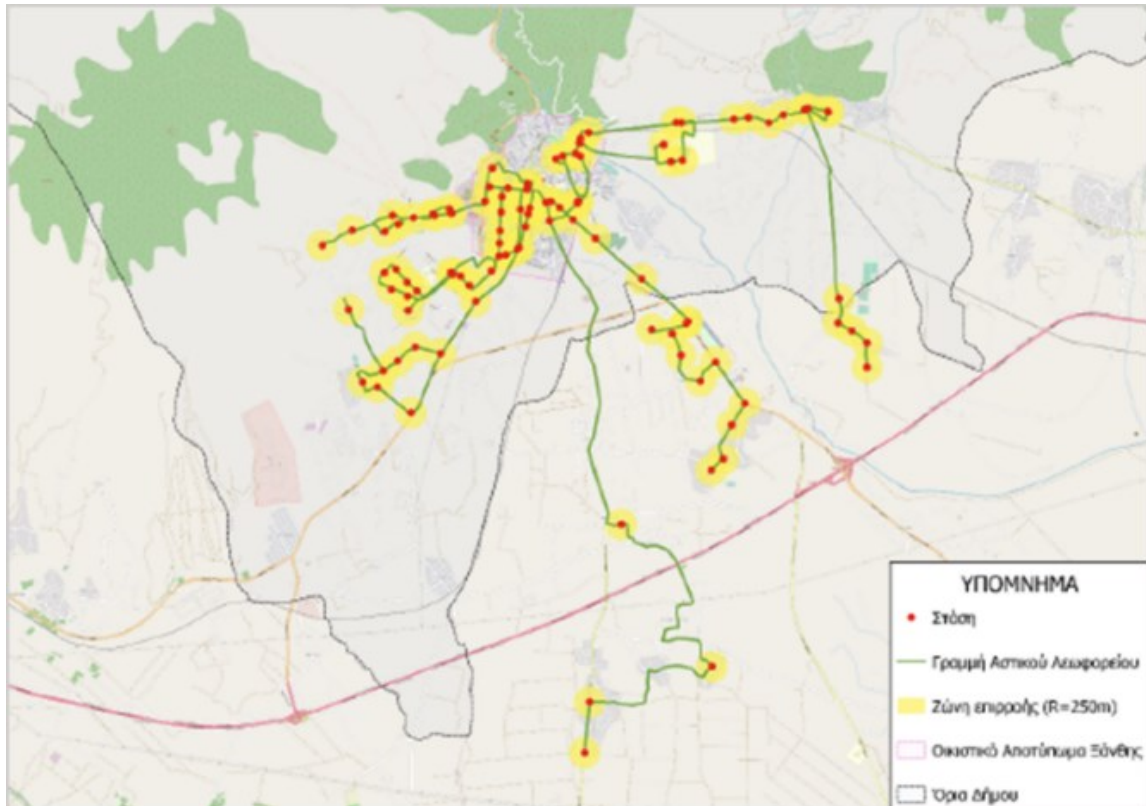 ΥΠΟΜΝΗΜΑ
Στάση
Γραμμή Αστικού Λεωφορείου
Ζώνη επιρροής (R=250m)
Οικιστικό Αποτύπωμα Ξάνθης
Όρια Δήμου